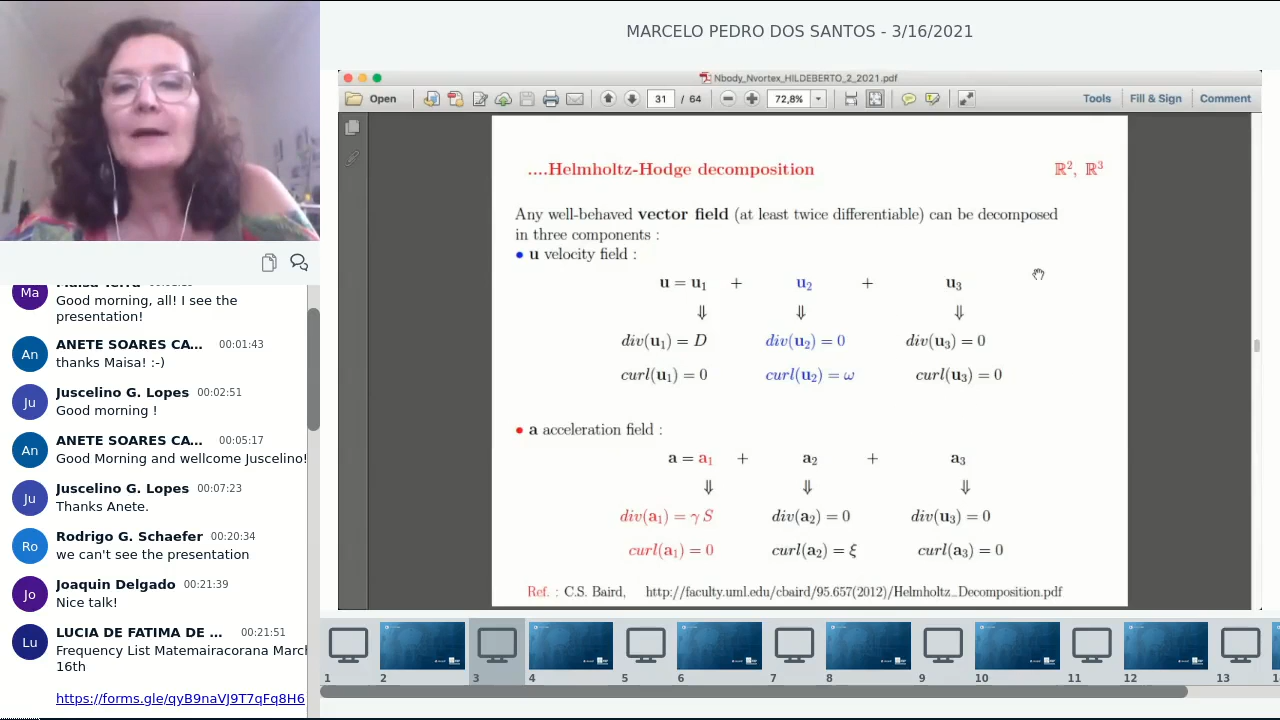 MARCELO PEDRO DOS SANTOS - 3/16/2021
Nbody_Nvortex_HILDEBERTO_2_2021.pdf
Open 31 / 64 72,8% Tools Fill & Sign Comment
....Helmholtz-Hodge decomposition ℝ², ℝ³
Any well-behaved vector field (at least twice differentiable) can be decomposed
in three components :
• u velocity field :
u = u₁ + u₂ + u₃
⇓ ⇓ ⇓
div(u₁) = D div(u₂) = 0 div(u₃) = 0
curl(u₁) = 0 curl(u₂) = ω curl(u₃) = 0
• a acceleration field :
a = a₁ + a₂ + a₃
⇓ ⇓ ⇓
div(a₁) = γ S div(a₂) = 0 div(u₃) = 0
curl(a₁) = 0 curl(a₂) = ξ curl(a₃) = 0
Ref. : C.S. Baird, http://faculty.uml.edu/cbaird/95.657(2012)/Helmholtz_Decomposition.pdf
Ma
Good morning, all! I see the
presentation!
An ANETE SOARES CA... 00:01:43
thanks Maisa! :-)
Ju Juscelino G. Lopes 00:02:51
Good morning !
An ANETE SOARES CA... 00:05:17
Good Morning and wellcome Juscelino!
Ju Juscelino G. Lopes 00:07:23
Thanks Anete.
Ro Rodrigo G. Schaefer 00:20:34
we can't see the presentation
Jo Joaquin Delgado 00:21:39
Nice talk!
Lu LUCIA DE FATIMA DE ... 00:21:51
Frequency List Matemairacorana March
16th
https://forms.gle/qyB9naVJ9T7qFq8H6
1 2 3 4 5 6 7 8 9 10 11 12 13